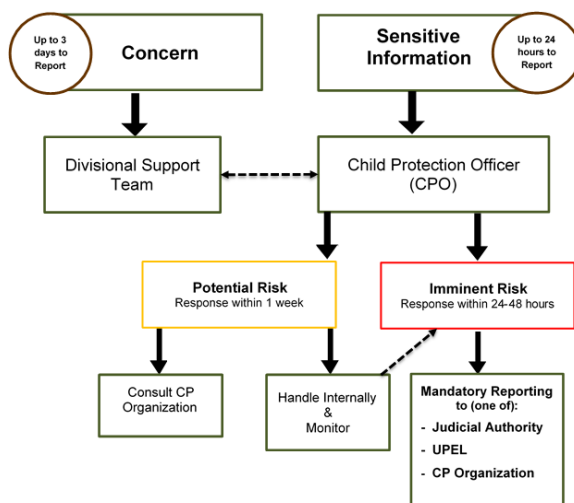 Up to 3
days to
Report
Concern
Sensitive
Information
Up to 24
hours to
Report
Divisional Support
Team
Child Protection Officer
(CPO)
Potential Risk
Response within 1 week
Imminent Risk
Response within 24-48 hours
Consult CP
Organization
Handle Internally
&
Monitor
Mandatory Reporting
to (one of):
- Judicial Authority
- UPEL
- CP Organization